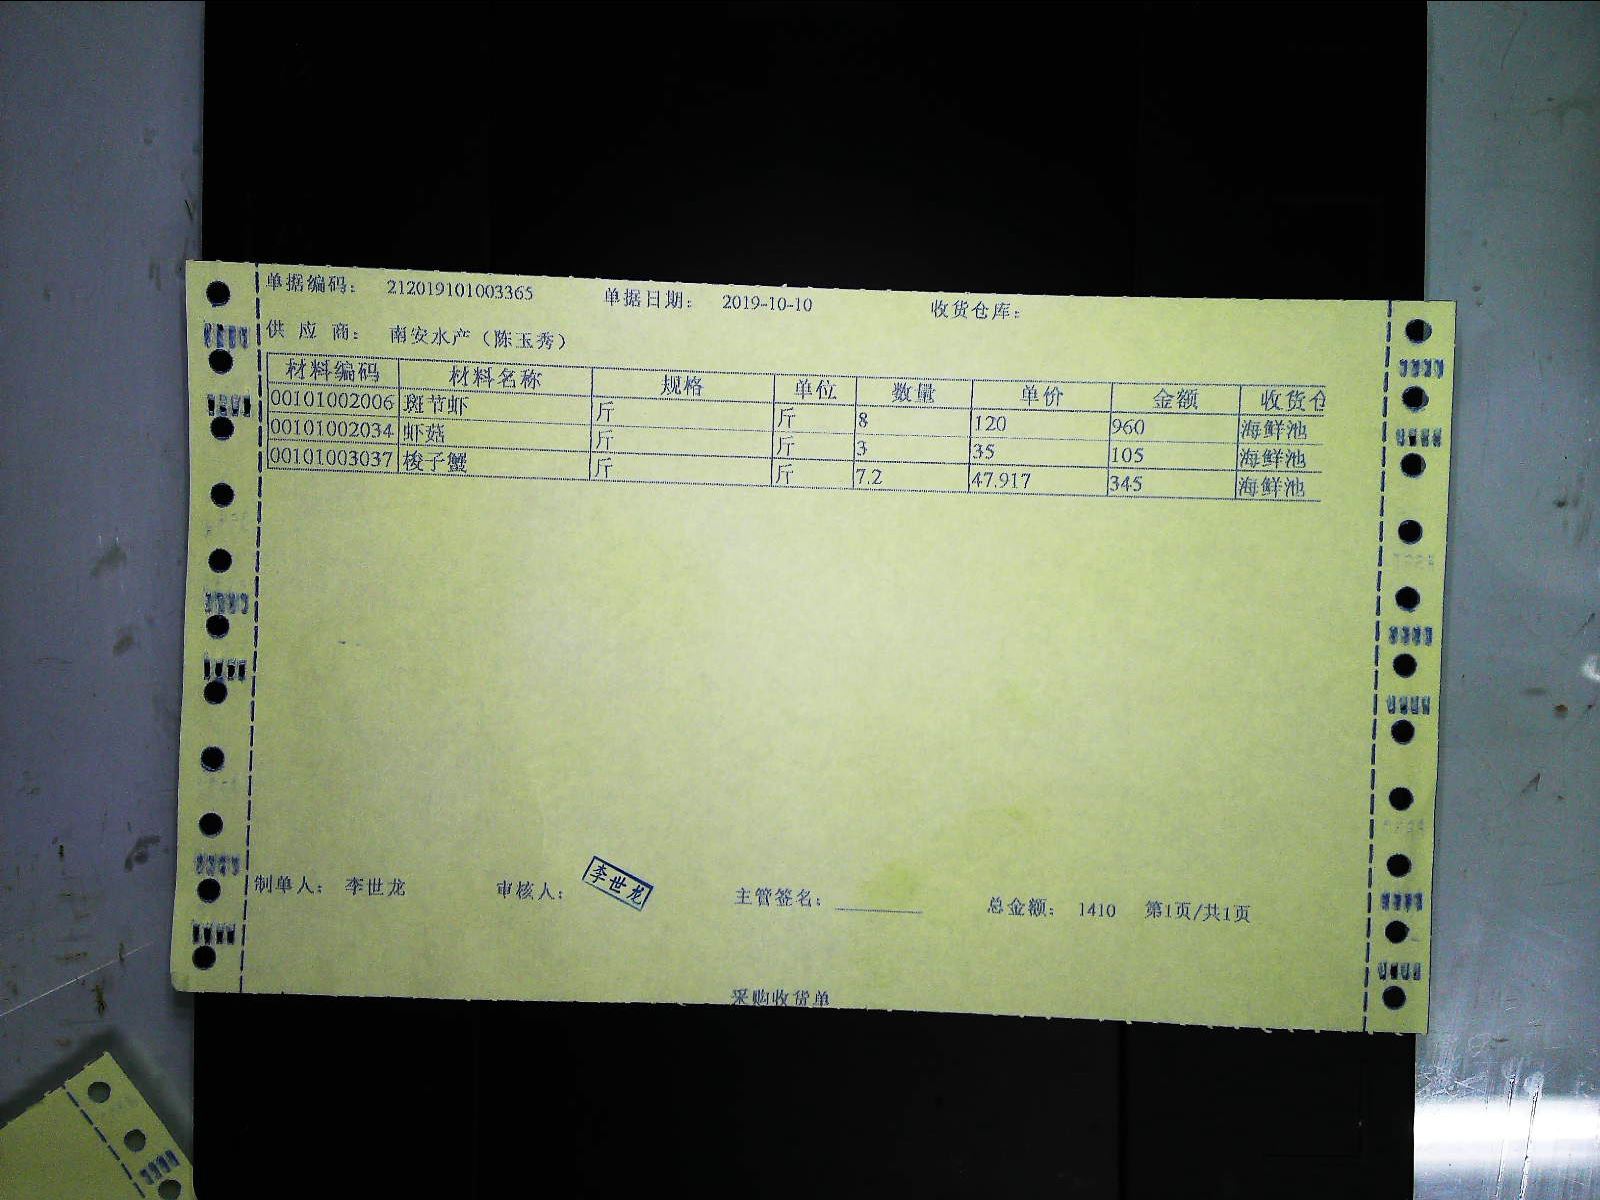 单据编码： 212019101003365 单据日期： 2019-10-10 收货仓库：
供 应 商： 南安水产（陈玉秀）
材料编码 材料名称 规格 单位 数量 单价 金额 收货仓
00101002006 斑节虾 斤 斤 8 120 960 海鲜池
00101002034 虾菇 斤 斤 3 35 105 海鲜池
00101003037 梭子蟹 斤 斤 7.2 47.917 345 海鲜池
制单人： 李世龙 审核人： 李世龙 主管签名： 总金额： 1410 第1页/共1页
采购收货单